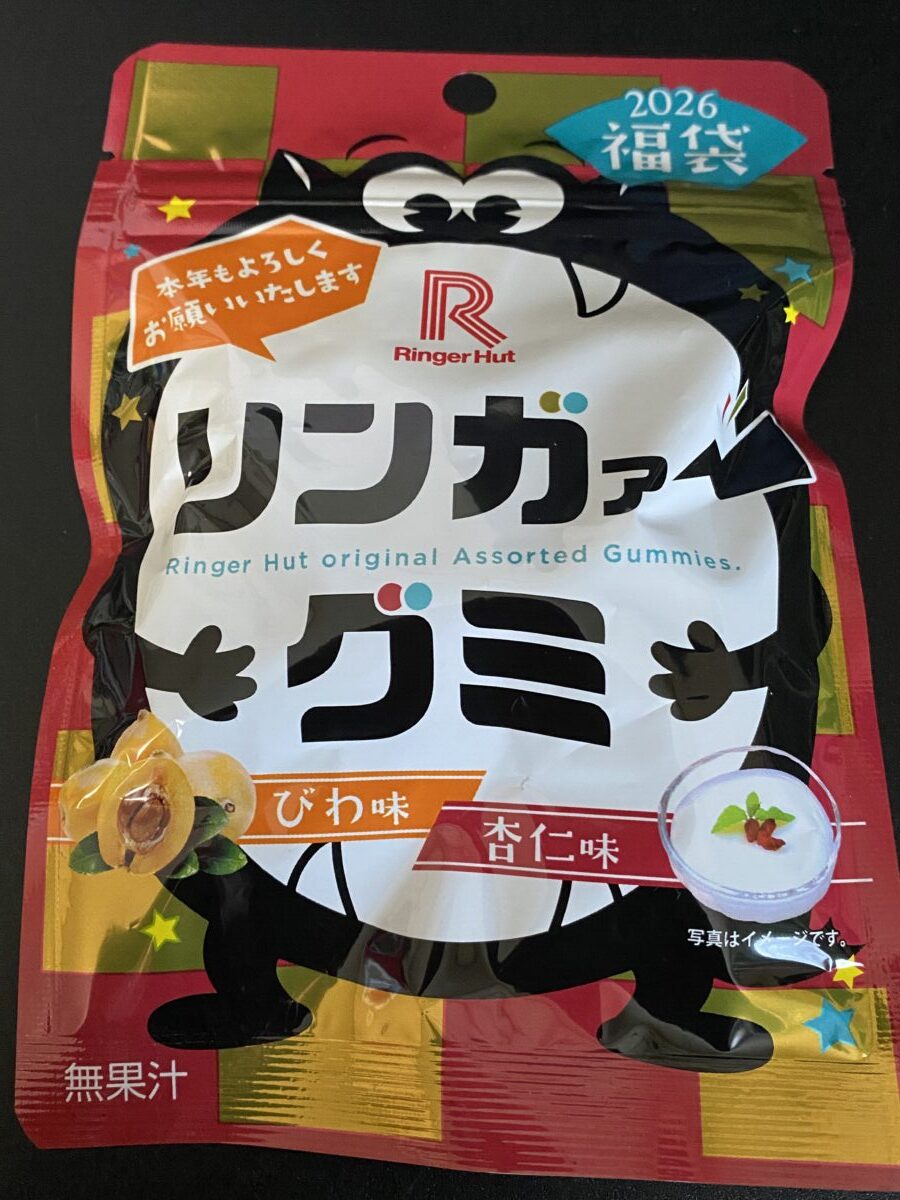 2026
福袋
本年もよろしく
お願いいたします
R
Ringer Hut
リンガァ
Ringer Hut original Assorted Gummies.
グミ
びわ味
杏仁味
写真はイメージです。
無果汁